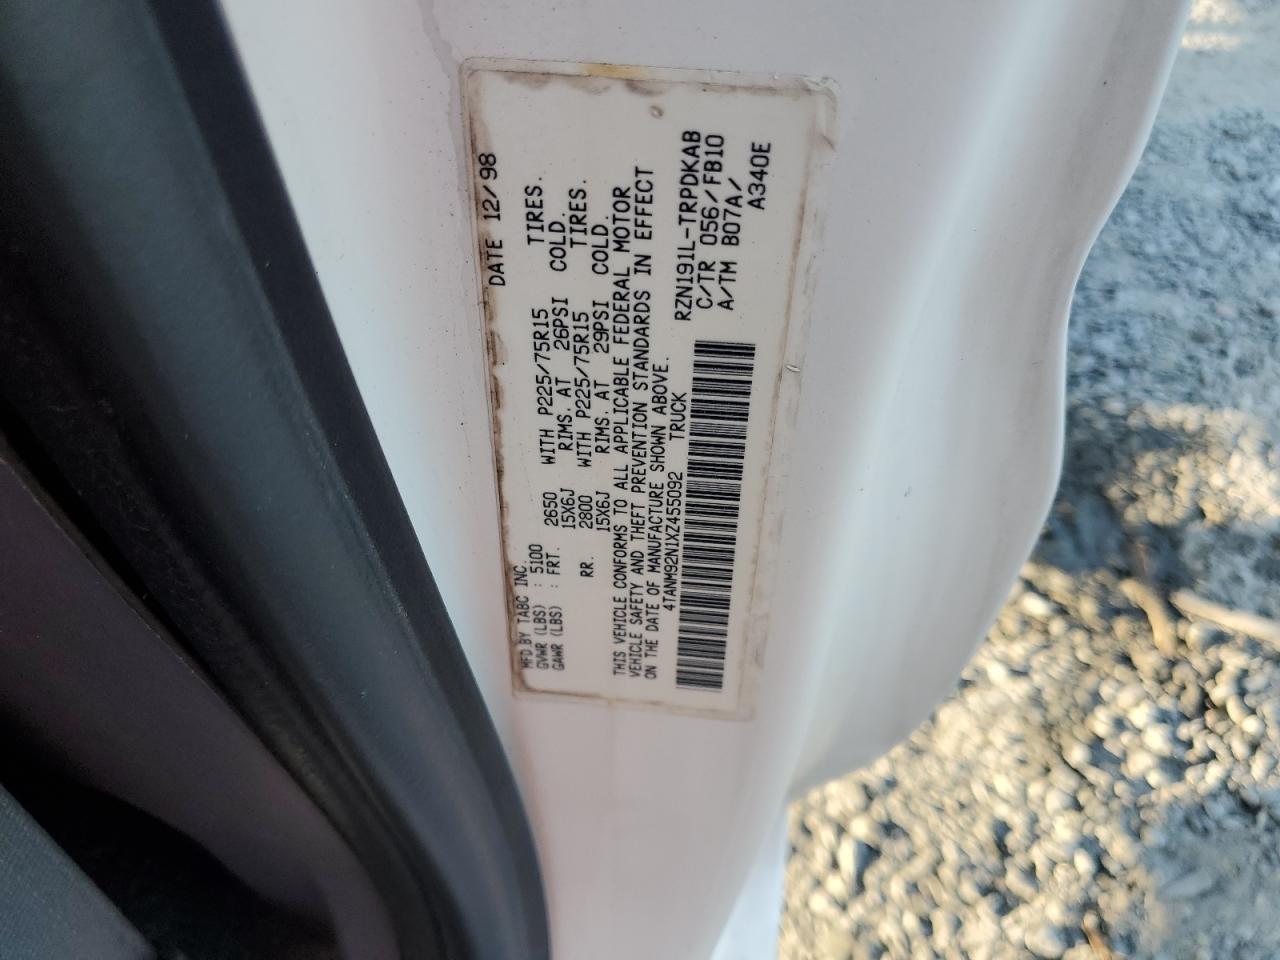 DATE 12/98
MFD BY TABC INC.
GVWR (LBS) : 5100 2650 WITH P225/75R15 TIRES.
GAWR (LBS) : FRT. 15X6J RIMS. AT 26PSI COLD.
RR. 2800 WITH P225/75R15 TIRES.
15X6J RIMS. AT 29PSI COLD.
THIS VEHICLE CONFORMS TO ALL APPLICABLE FEDERAL MOTOR
VEHICLE SAFETY AND THEFT PREVENTION STANDARDS IN EFFECT
ON THE DATE OF MANUFACTURE SHOWN ABOVE.
4TANM92N1XZ455092 TRUCK
RZN191L-TRPDKAB
C/TR 056/FB10
A/TM B07A/
A340E